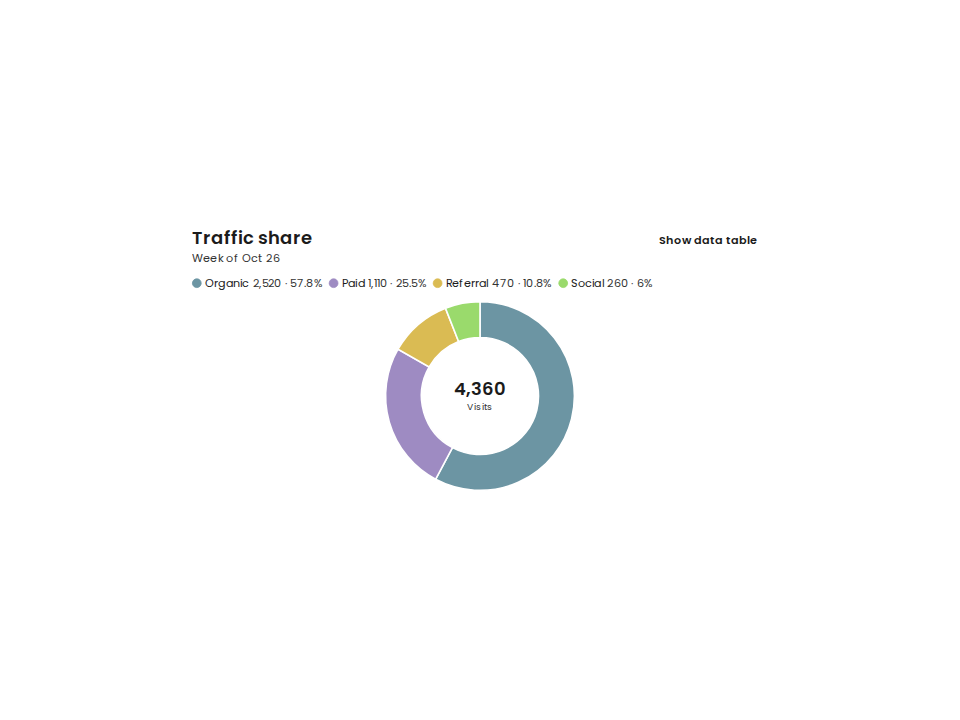 Traffic share
Show data table
Week of Oct 26
Organic 2,520 · 57.8% Paid 1,110 · 25.5% Referral 470 · 10.8% Social 260 · 6%
4,360
Visits